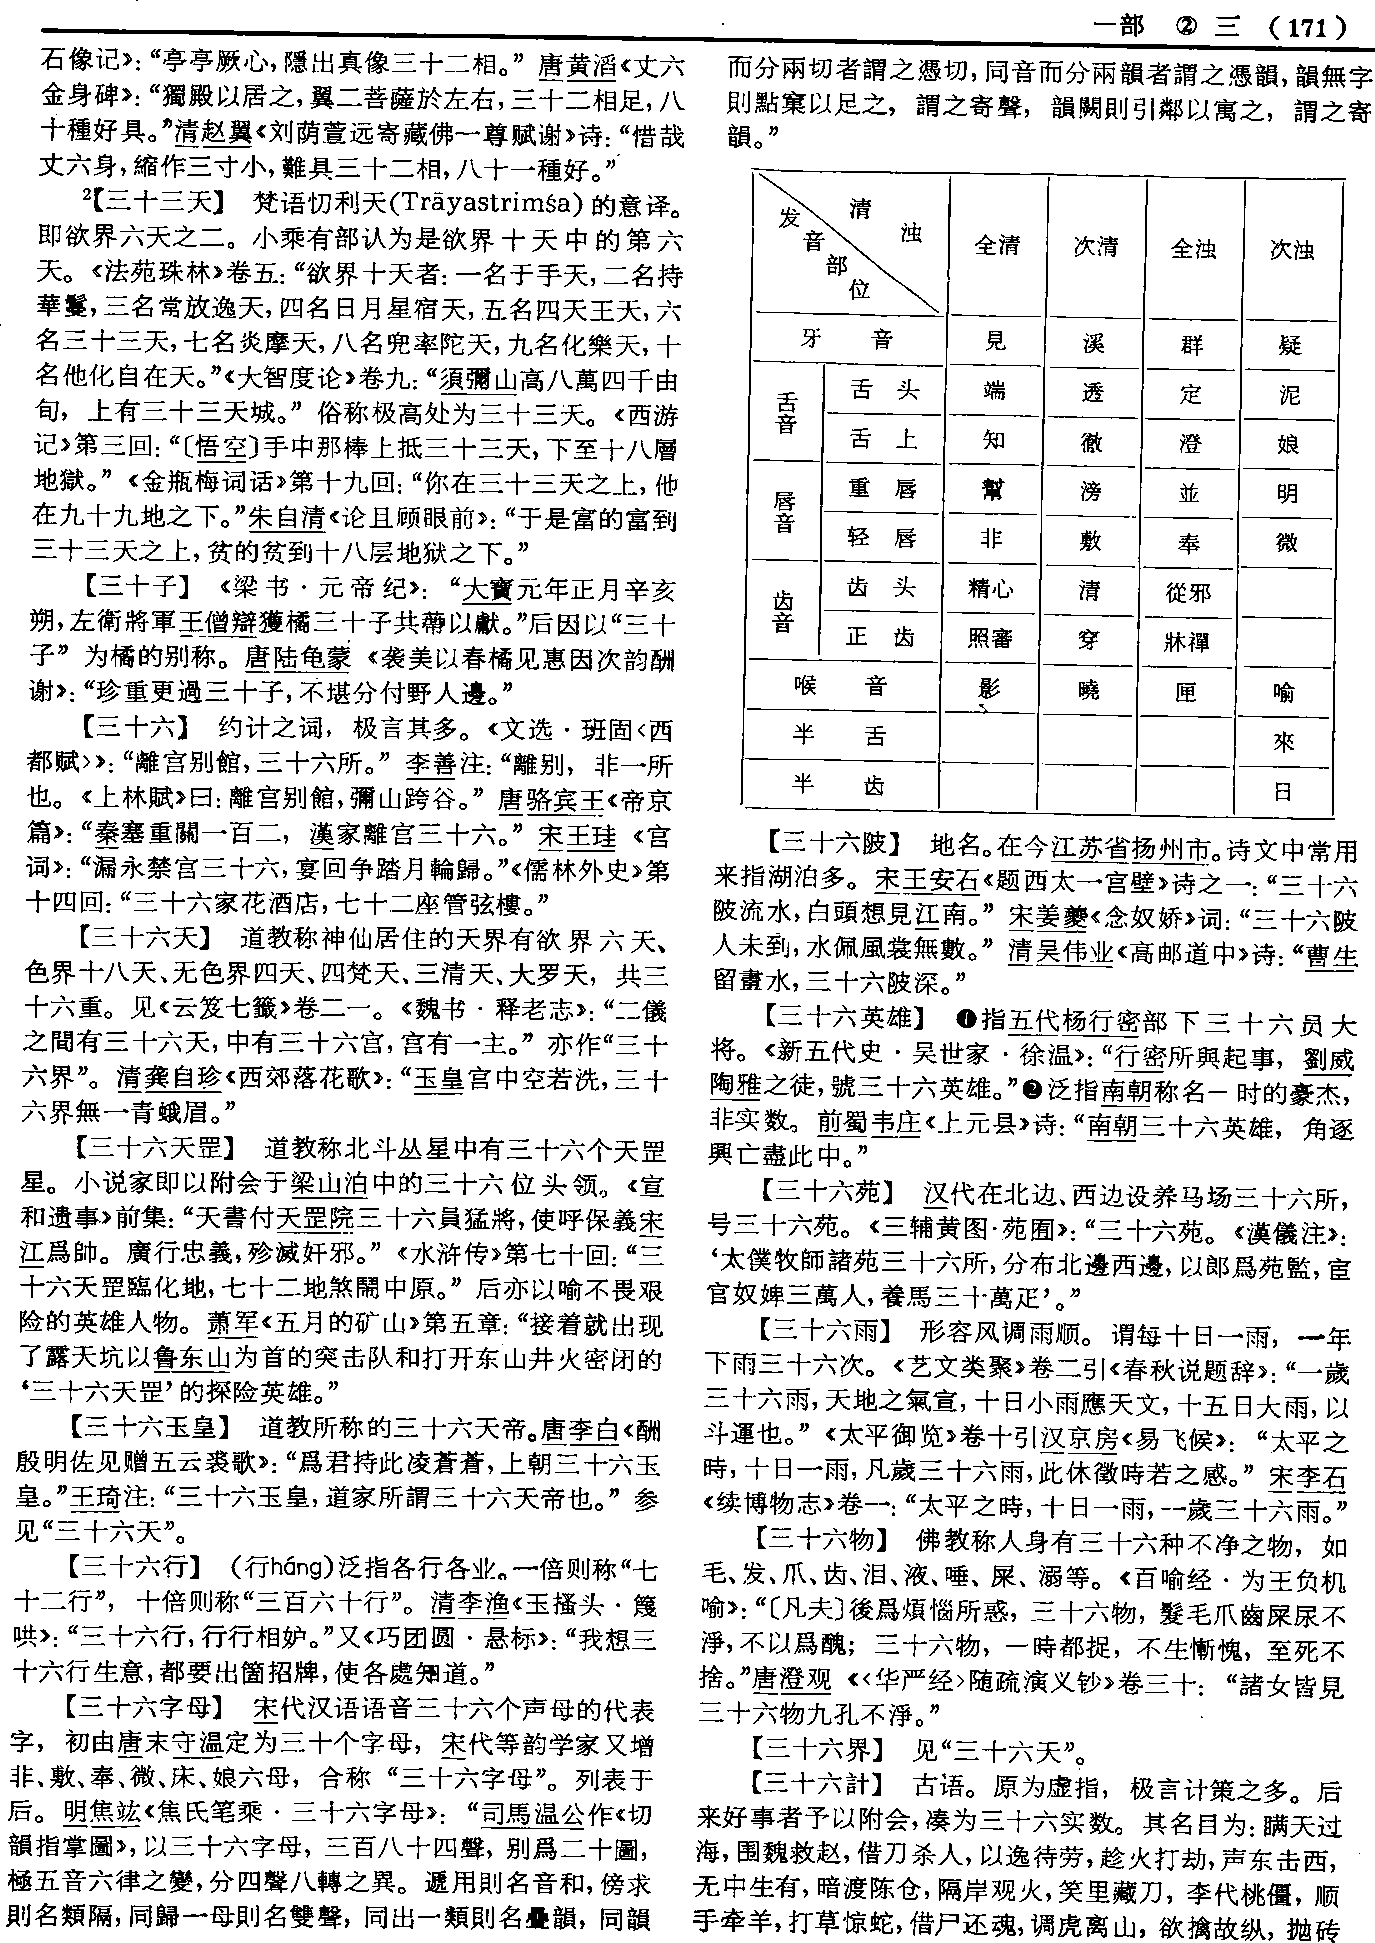 一部 ② 三 (171)
石像记》：“亭亭厥心，隱出真像三十二相。”唐黄滔《丈六
金身碑》：“獨殿以居之，翼二菩薩於左右，三十二相足，八
十種好具。”清赵翼《刘荫萱远寄藏佛一尊赋谢》诗：“惜哉
丈六身，縮作三寸小，難具三十二相，八十一種好。”
²【三十三天】 梵语忉利天(Trāyastriṃśa)的意译。
即欲界六天之二。小乘有部认为是欲界十天中的第六
天。《法苑珠林》卷五：“欲界十天者：一名于手天，二名持
華鬘，三名常放逸天，四名日月星宿天，五名四天王天，六
名三十三天，七名炎摩天，八名兜率陀天，九名化樂天，十
名他化自在天。”《大智度论》卷九：“須彌山高八萬四千由
旬，上有三十三天城。”俗称极高处为三十三天。《西游
记》第三回：“〔悟空〕手中那棒上抵三十三天，下至十八層
地獄。”《金瓶梅词话》第十九回：“你在三十三天之上，他
在九十九地之下。”朱自清《论且顾眼前》：“于是富的富到
三十三天之上，贫的贫到十八层地狱之下。”
【三十子】 《梁书·元帝纪》：“大寶元年正月辛亥
朔，左衛將軍王僧辯獲橘三十子共蔕以獻。”后因以“三十
子”为橘的别称。唐陆龟蒙《袭美以春橘见惠因次韵酬
谢》：“珍重更過三十子，不堪分付野人邊。”
【三十六】 约计之词，极言其多。《文选·班固〈西
都赋〉》：“離宫别館，三十六所。”李善注：“離别，非一所
也。《上林賦》曰：離宫别館，彌山跨谷。”唐骆宾王《帝京
篇》：“秦塞重關一百二，漢家離宫三十六。”宋王珪《宫
词》：“漏永禁宫三十六，宴回争踏月輪歸。”《儒林外史》第
十四回：“三十六家花酒店，七十二座管弦樓。”
【三十六天】 道教称神仙居住的天界有欲界六天、
色界十八天、无色界四天、四梵天、三清天、大罗天，共三
十六重。见《云笈七籤》卷二一。《魏书·释老志》：“二儀
之間有三十六天，中有三十六宫，宫有一主。”亦作“三十
六界”。清龚自珍《西郊落花歌》：“玉皇宫中空若洗，三十
六界無一青蛾眉。”
【三十六天罡】 道教称北斗丛星中有三十六个天罡
星。小说家即以附会于梁山泊中的三十六位头领。《宣
和遗事》前集：“天書付天罡院三十六員猛將，使呼保義宋
江爲帥。廣行忠義，殄滅奸邪。”《水浒传》第七十回：“三
十六天罡臨化地，七十二地煞鬧中原。”后亦以喻不畏艰
险的英雄人物。萧军《五月的矿山》第五章：“接着就出现
了露天坑以鲁东山为首的突击队和打开东山井火密闭的
‘三十六天罡’的探险英雄。”
【三十六玉皇】 道教所称的三十六天帝。唐李白《酬
殷明佐见赠五云裘歌》：“爲君持此凌蒼蒼，上朝三十六玉
皇。”王琦注：“三十六玉皇，道家所謂三十六天帝也。”参
见“三十六天”。
【三十六行】 (行háng)泛指各行各业。一倍则称“七
十二行”，十倍则称“三百六十行”。清李渔《玉搔头·篾
哄》：“三十六行，行行相妒。”又《巧团圆·悬标》：“我想三
十六行生意，都要出箇招牌，使各處知道。”
【三十六字母】 宋代汉语语音三十六个声母的代表
字，初由唐末守温定为三十个字母，宋代等韵学家又增
非、敷、奉、微、床、娘六母，合称“三十六字母”。列表于
后。明焦竑《焦氏笔乘·三十六字母》：“司馬温公作《切
韻指掌圖》，以三十六字母，三百八十四聲，别爲二十圖，
極五音六律之變，分四聲八轉之異。遞用則名音和，傍求
則名類隔，同歸一母則名雙聲，同出一類則名疊韻，同韻
而分兩切者謂之憑切，同音而分兩韻者謂之憑韻，韻無字
則點窠以足之，謂之寄聲，韻闕則引鄰以寓之，謂之寄
韻。”
发音部位 清浊 全清 次清 全浊 次浊
牙音 見 溪 群 疑
舌音 舌头 端 透 定 泥
舌上 知 徹 澄 娘
唇音 重唇 幫 滂 並 明
轻唇 非 敷 奉 微
齿音 齿头 精心 清 從邪
正齿 照審 穿 牀禪
喉音 影 曉 匣 喻
半舌 來
半齿 日
【三十六陂】 地名。在今江苏省扬州市。诗文中常用
来指湖泊多。宋王安石《题西太一宫壁》诗之一：“三十六
陂流水，白頭想見江南。”宋姜夔《念奴娇》词：“三十六陂
人未到，水佩風裳無數。”清吴伟业《高邮道中》诗：“曹生
留畫水，三十六陂深。”
【三十六英雄】 ❶指五代杨行密部下三十六员大
将。《新五代史·吴世家·徐温》：“行密所與起事，劉威
陶雅之徒，號三十六英雄。”❷泛指南朝称名一时的豪杰，
非实数。前蜀韦庄《上元县》诗：“南朝三十六英雄，角逐
興亡盡此中。”
【三十六苑】 汉代在北边、西边设养马场三十六所，
号三十六苑。《三辅黄图·苑囿》：“三十六苑。《漢儀注》：
‘太僕牧師諸苑三十六所，分布北邊西邊，以郎爲苑監，宦
官奴婢三萬人，養馬三十萬疋’。”
【三十六雨】 形容风调雨顺。谓每十日一雨，一年
下雨三十六次。《艺文类聚》卷二引《春秋说题辞》：“一歲
三十六雨，天地之氣宣，十日小雨應天文，十五日大雨，以
斗運也。”《太平御览》卷十引汉京房《易飞候》：“太平之
時，十日一雨，凡歲三十六雨，此休徵時若之感。”宋李石
《续博物志》卷一：“太平之時，十日一雨，一歲三十六雨。”
【三十六物】 佛教称人身有三十六种不净之物，如
毛、发、爪、齿、泪、液、唾、屎、溺等。《百喻经·为王负机
喻》：“〔凡夫〕後爲煩惱所惑，三十六物，髮毛爪齒屎尿不
淨，不以爲醜；三十六物，一時都捉，不生慚愧，至死不
捨。”唐澄观《〈华严经〉随疏演义钞》卷三十：“諸女皆見
三十六物九孔不淨。”
【三十六界】 见“三十六天”。
【三十六計】 古语。原为虚指，极言计策之多。后
来好事者予以附会，凑为三十六实数。其名目为：瞒天过
海，围魏救赵，借刀杀人，以逸待劳，趁火打劫，声东击西，
无中生有，暗渡陈仓，隔岸观火，笑里藏刀，李代桃僵，顺
手牵羊，打草惊蛇，借尸还魂，调虎离山，欲擒故纵，抛砖